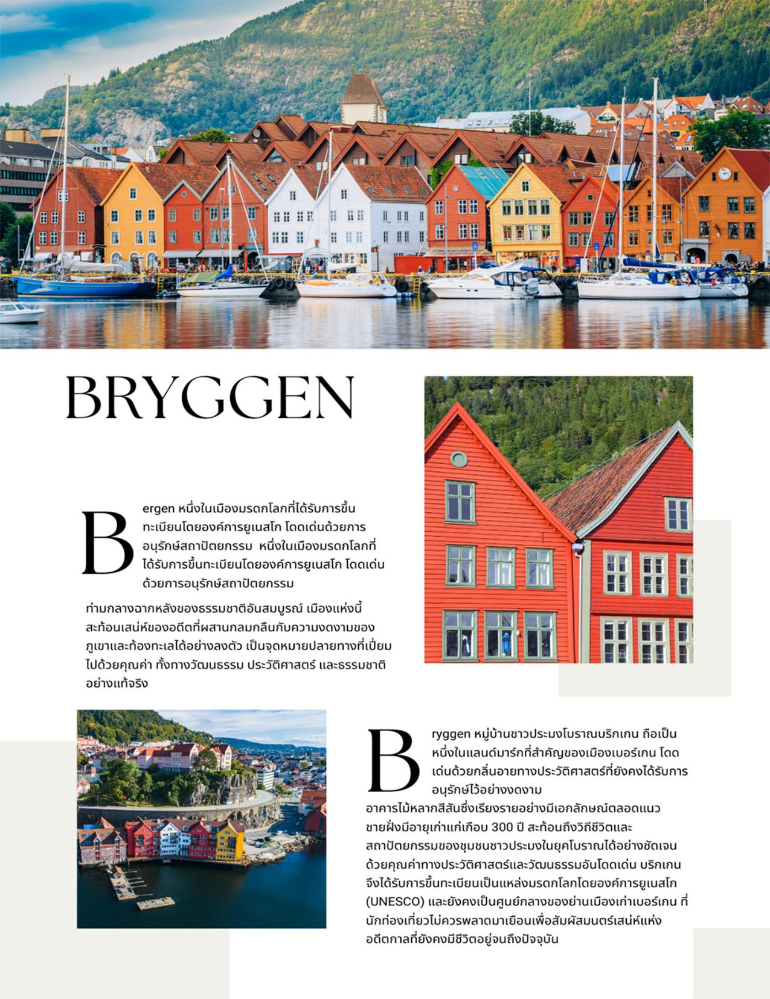 BRYGGEN
Bergen หนึ่งในเมืองมรดกโลกที่ได้รับการขึ้น
ทะเบียนโดยองค์การยูเนสโก โดดเด่นด้วยการ
อนุรักษ์สถาปัตยกรรม หนึ่งในเมืองมรดกโลกที่
ได้รับการขึ้นทะเบียนโดยองค์การยูเนสโก โดดเด่น
ด้วยการอนุรักษ์สถาปัตยกรรม
ท่ามกลางฉากหลังของธรรมชาติอันสมบูรณ์ เมืองแห่งนี้
สะท้อนเสน่ห์ของอดีตที่ผสานกลมกลืนกับความงดงามของ
ภูเขาและท้องทะเลได้อย่างลงตัว เป็นจุดหมายปลายทางที่เปี่ยม
ไปด้วยคุณค่า ทั้งทางวัฒนธรรม ประวัติศาสตร์ และธรรมชาติ
อย่างแท้จริง
Bryggen หมู่บ้านชาวประมงโบราณบริกเกน ถือเป็น
หนึ่งในแลนด์มาร์กที่สำคัญของเมืองเบอร์เกน โดด
เด่นด้วยกลิ่นอายทางประวัติศาสตร์ที่ยังคงได้รับการ
อนุรักษ์ไว้อย่างงดงาม
อาคารไม้หลากสีสันซึ่งเรียงรายอย่างมีเอกลักษณ์ตลอดแนว
ชายฝั่งมีอายุเก่าแก่เกือบ 300 ปี สะท้อนถึงวิถีชีวิตและ
สถาปัตยกรรมของชุมชนชาวประมงในยุคโบราณได้อย่างชัดเจน
ด้วยคุณค่าทางประวัติศาสตร์และวัฒนธรรมอันโดดเด่น บริกเกน
จึงได้รับการขึ้นทะเบียนเป็นแหล่งมรดกโลกโดยองค์การยูเนสโก
(UNESCO) และยังคงเป็นศูนย์กลางของย่านเมืองเก่าเบอร์เกน ที่
นักท่องเที่ยวไม่ควรพลาดมาเยือนเพื่อสัมผัสมนตร์เสน่ห์แห่ง
อดีตกาลที่ยังคงมีชีวิตอยู่จนถึงปัจจุบัน